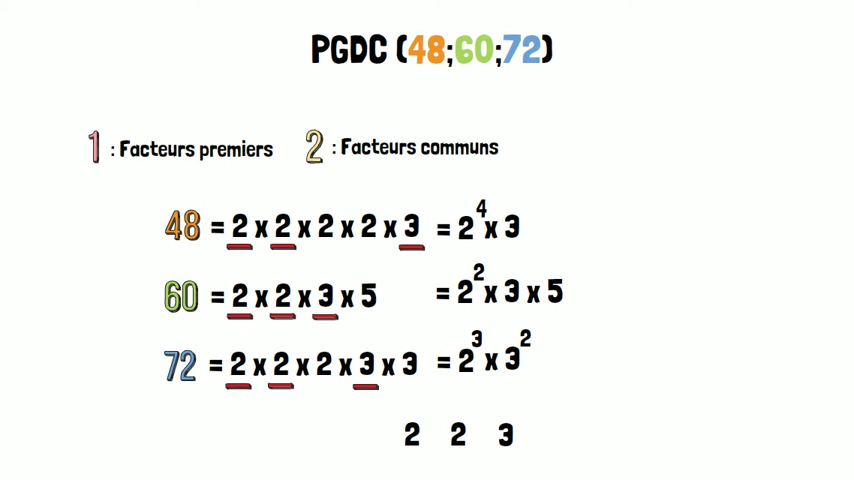 PGDC (48;60;72)
1 : Facteurs premiers 2 : Facteurs communs
48 = 2 x 2 x 2 x 2 x 3 = 2⁴ x 3
60 = 2 x 2 x 3 x 5 = 2² x 3 x 5
72 = 2 x 2 x 2 x 3 x 3 = 2³ x 3²
2 2 3